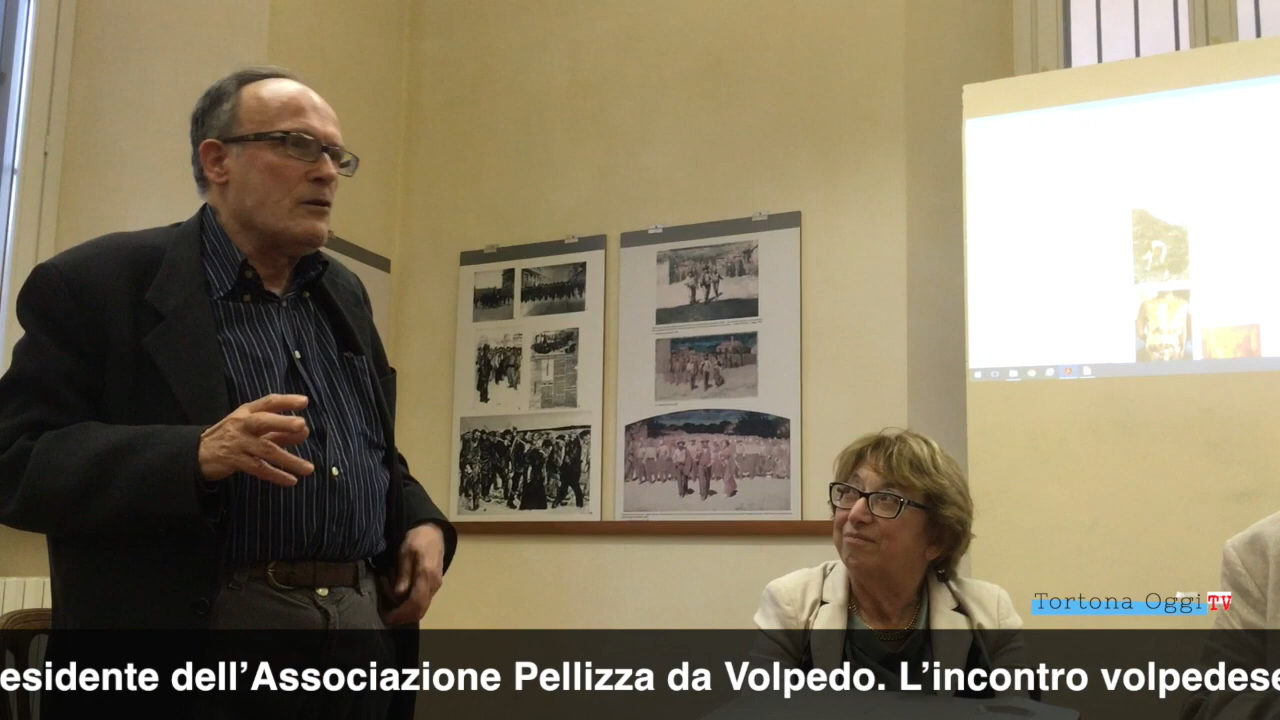 Tortona Oggi TV
esidente dell’Associazione Pellizza da Volpedo. L’incontro volpedese